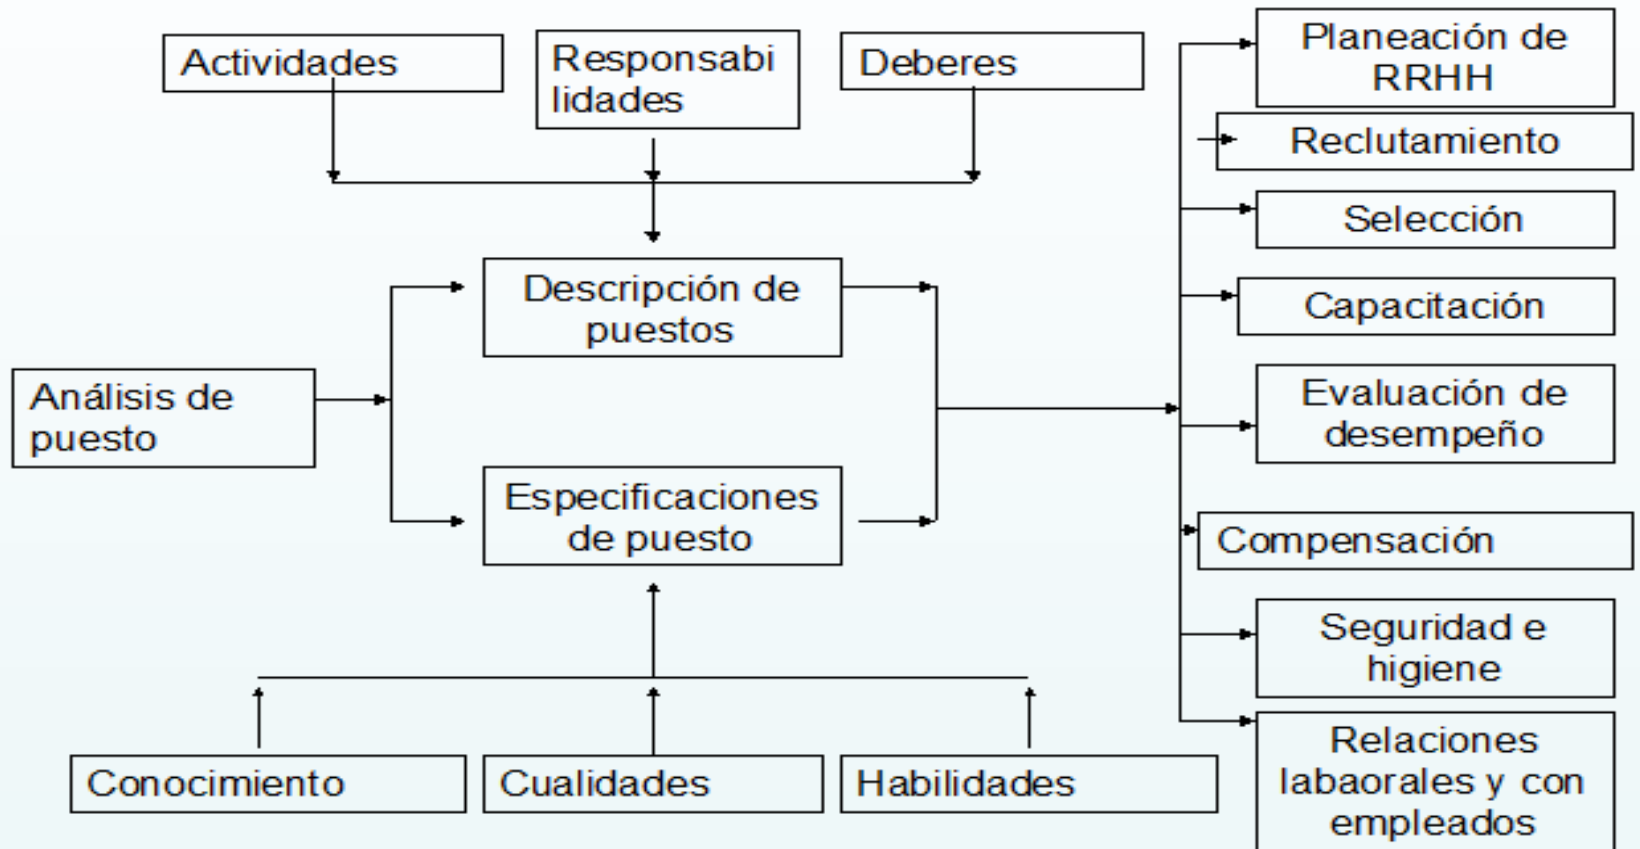 Actividades
Responsabi
lidades
Deberes
Planeación de
RRHH
Reclutamiento
Selección
Capacitación
Evaluación de
desempeño
Compensación
Seguridad e
higiene
Relaciones
labaorales y con
empleados
Descripción de
puestos
Análisis de
puesto
Especificaciones
de puesto
Conocimiento
Cualidades
Habilidades